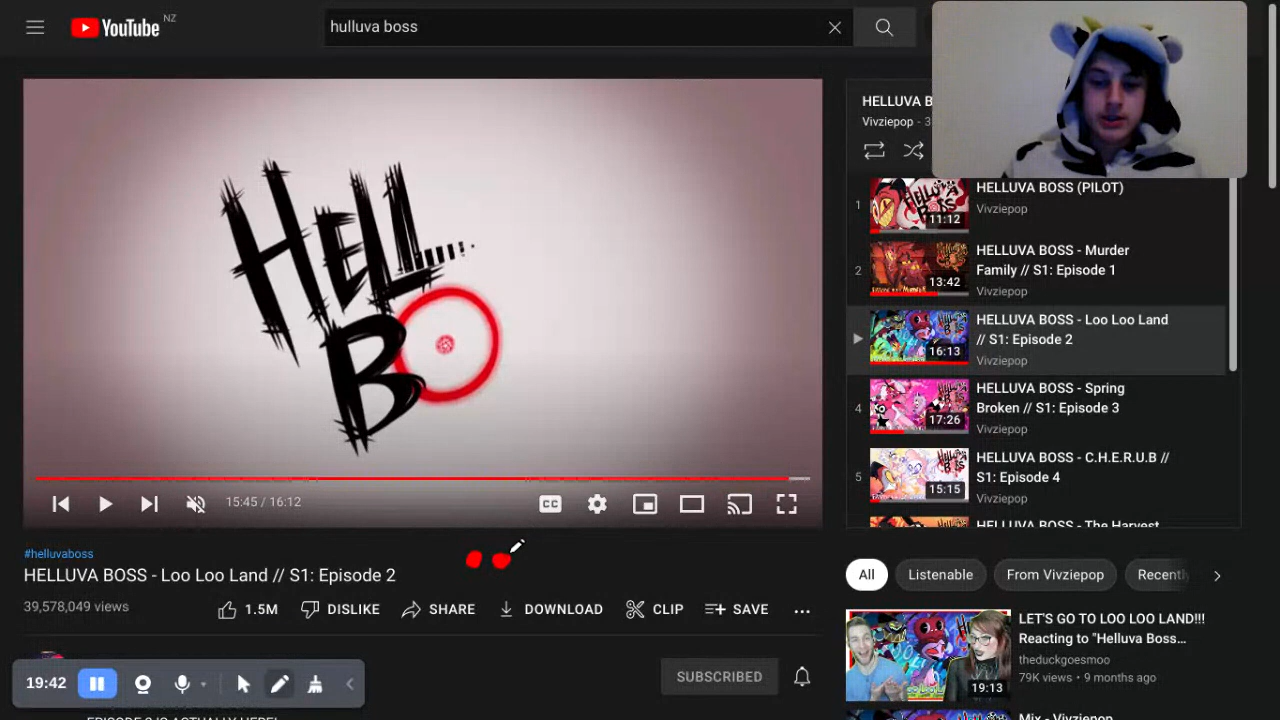 YouTube NZ
hulluva boss
HELL
BO
15:45 / 16:12
CC
#helluvaboss
HELLUVA BOSS - Loo Loo Land // S1: Episode 2
39,578,049 views
1.5M
DISLIKE
SHARE
DOWNLOAD
CLIP
SAVE
SUBSCRIBED
19:42
HELLUVA B
Vivziepop - 3
1
11:12
HELLUVA BOSS (PILOT)
Vivziepop
2
13:42
HELLUVA BOSS - Murder
Family // S1: Episode 1
Vivziepop
16:13
HELLUVA BOSS - Loo Loo Land
// S1: Episode 2
Vivziepop
4
17:26
HELLUVA BOSS - Spring
Broken // S1: Episode 3
Vivziepop
5
15:15
HELLUVA BOSS - C.H.E.R.U.B //
S1: Episode 4
Vivziepop
HELLUVA BOSS - The Harvest
All
Listenable
From Vivziepop
Recently
19:13
LET'S GO TO LOO LOO LAND!!!
Reacting to "Helluva Boss...
theduckgoesmoo
79K views • 9 months ago
Mix - Vivziepop